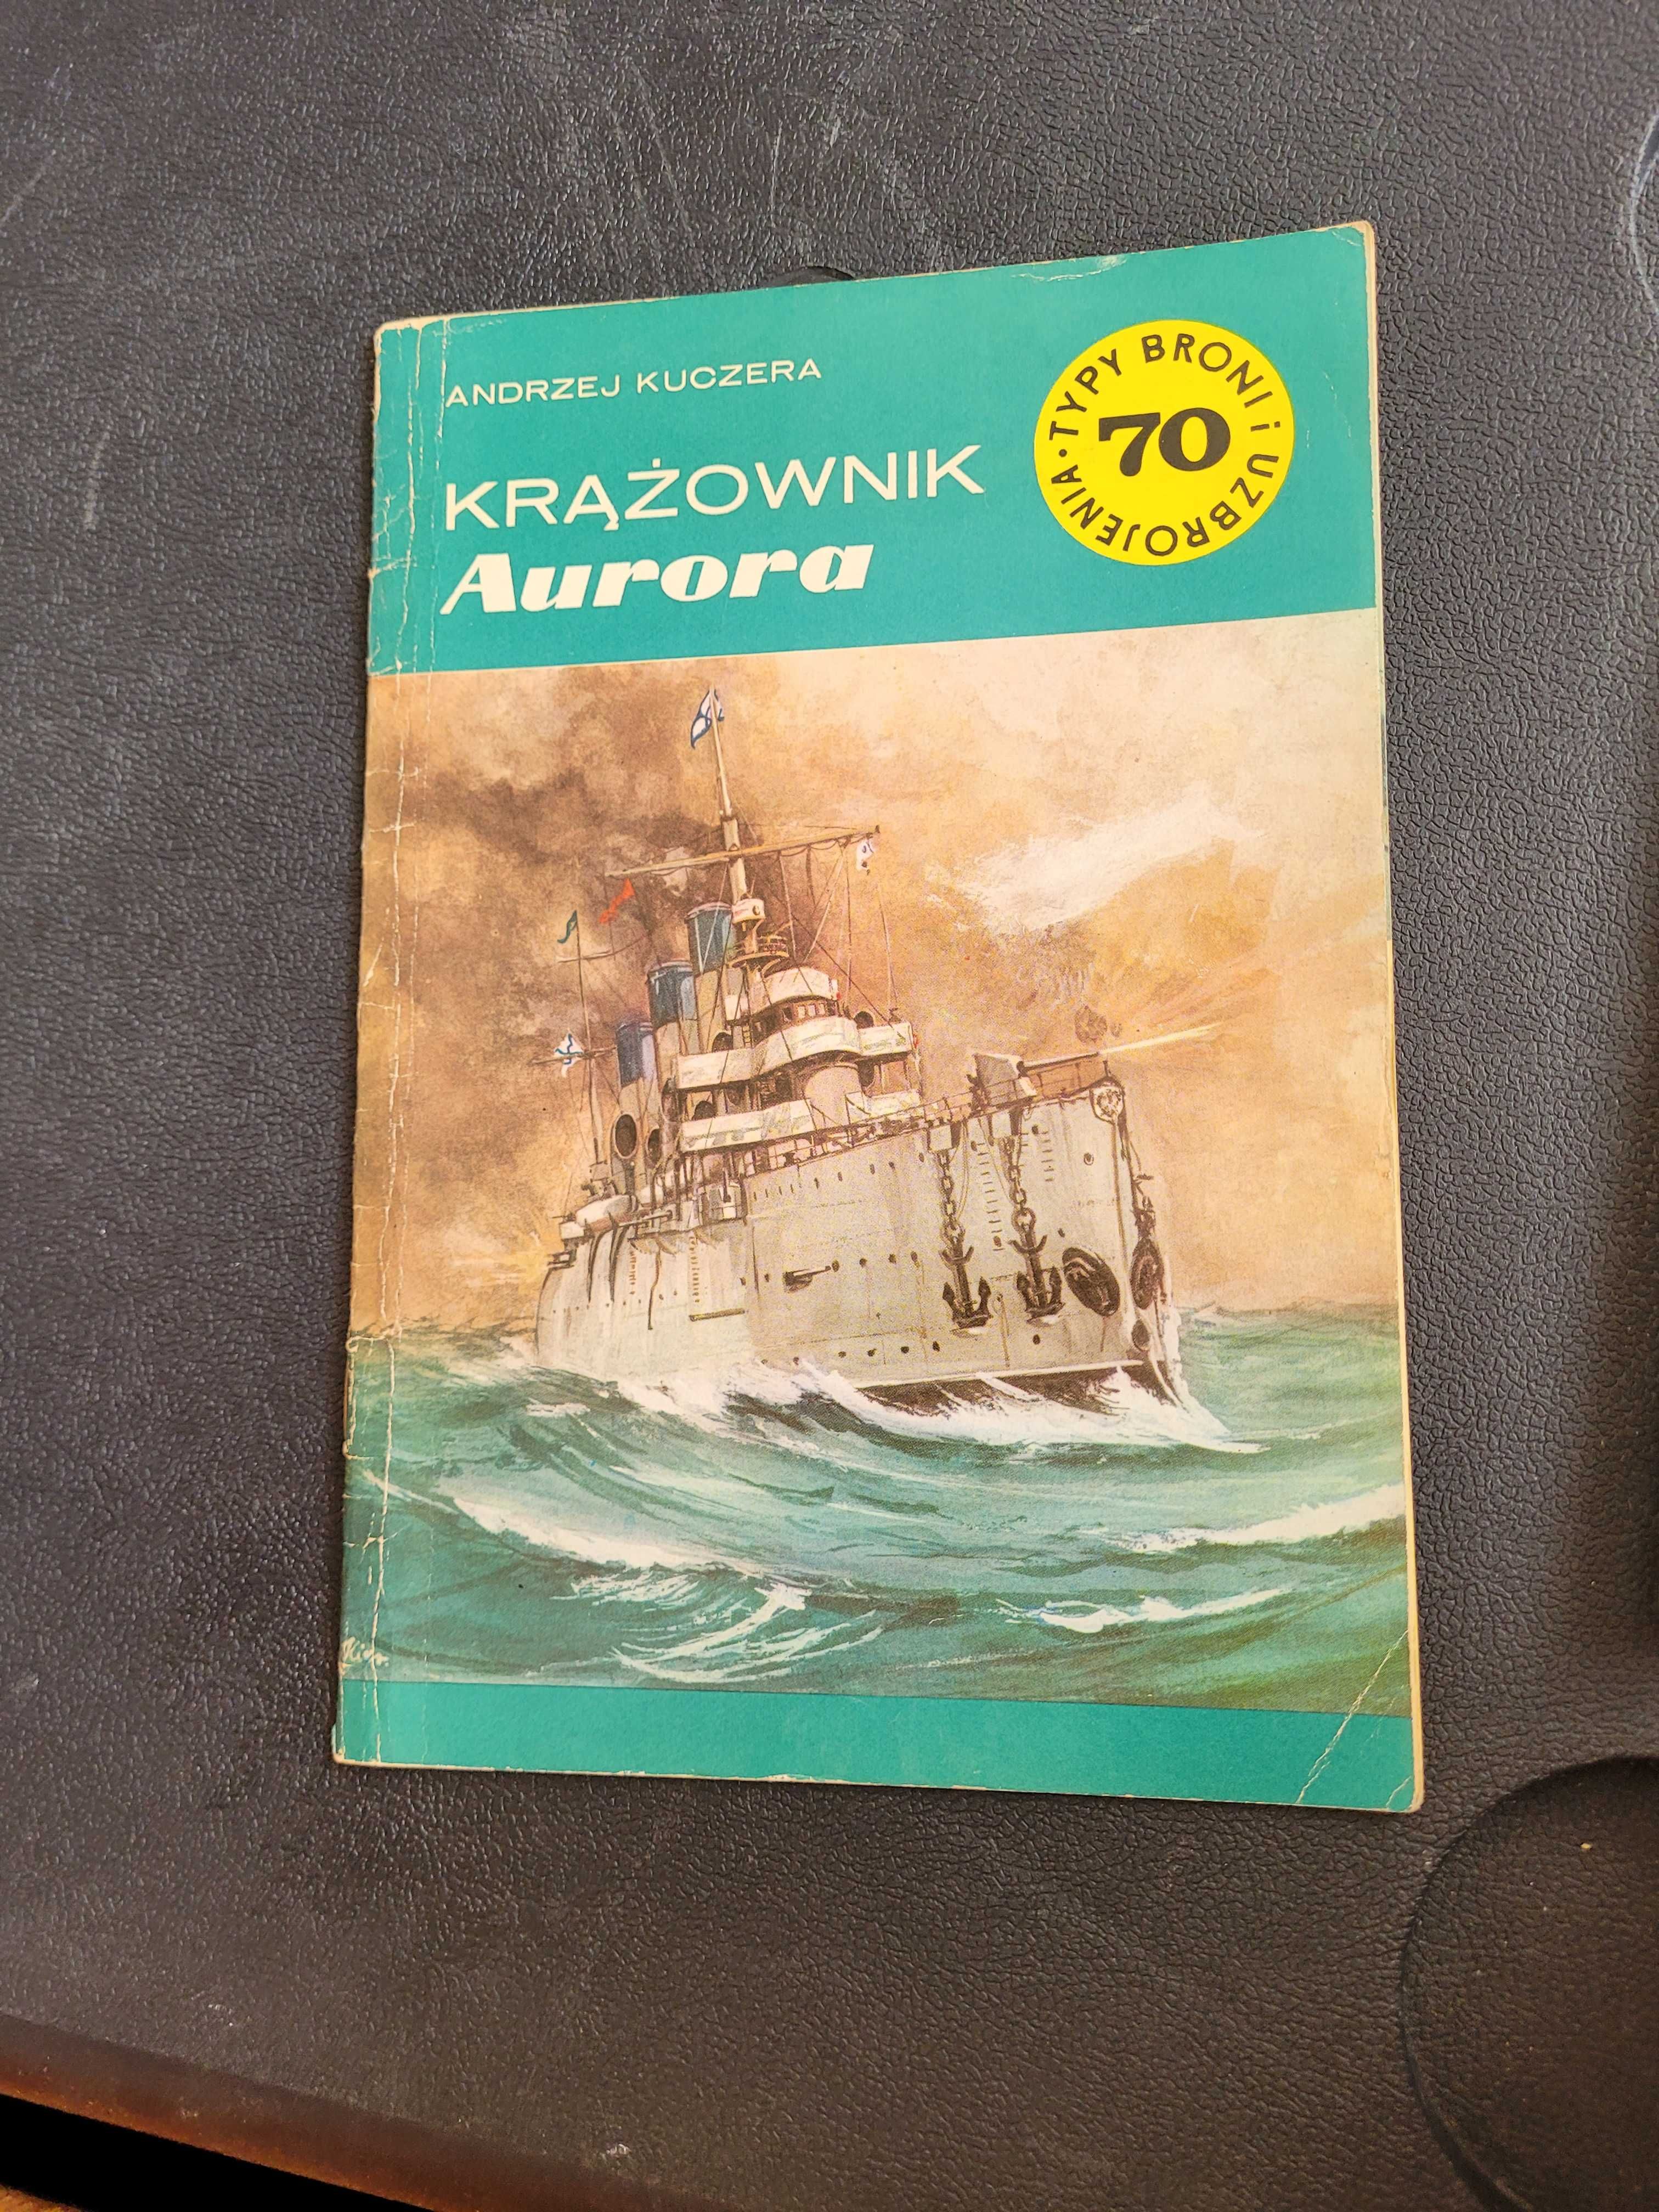 ANDRZEJ KUCZERA
KRĄŻOWNIK
Aurora
TYPY BRONI i UZBROJENIA •
70